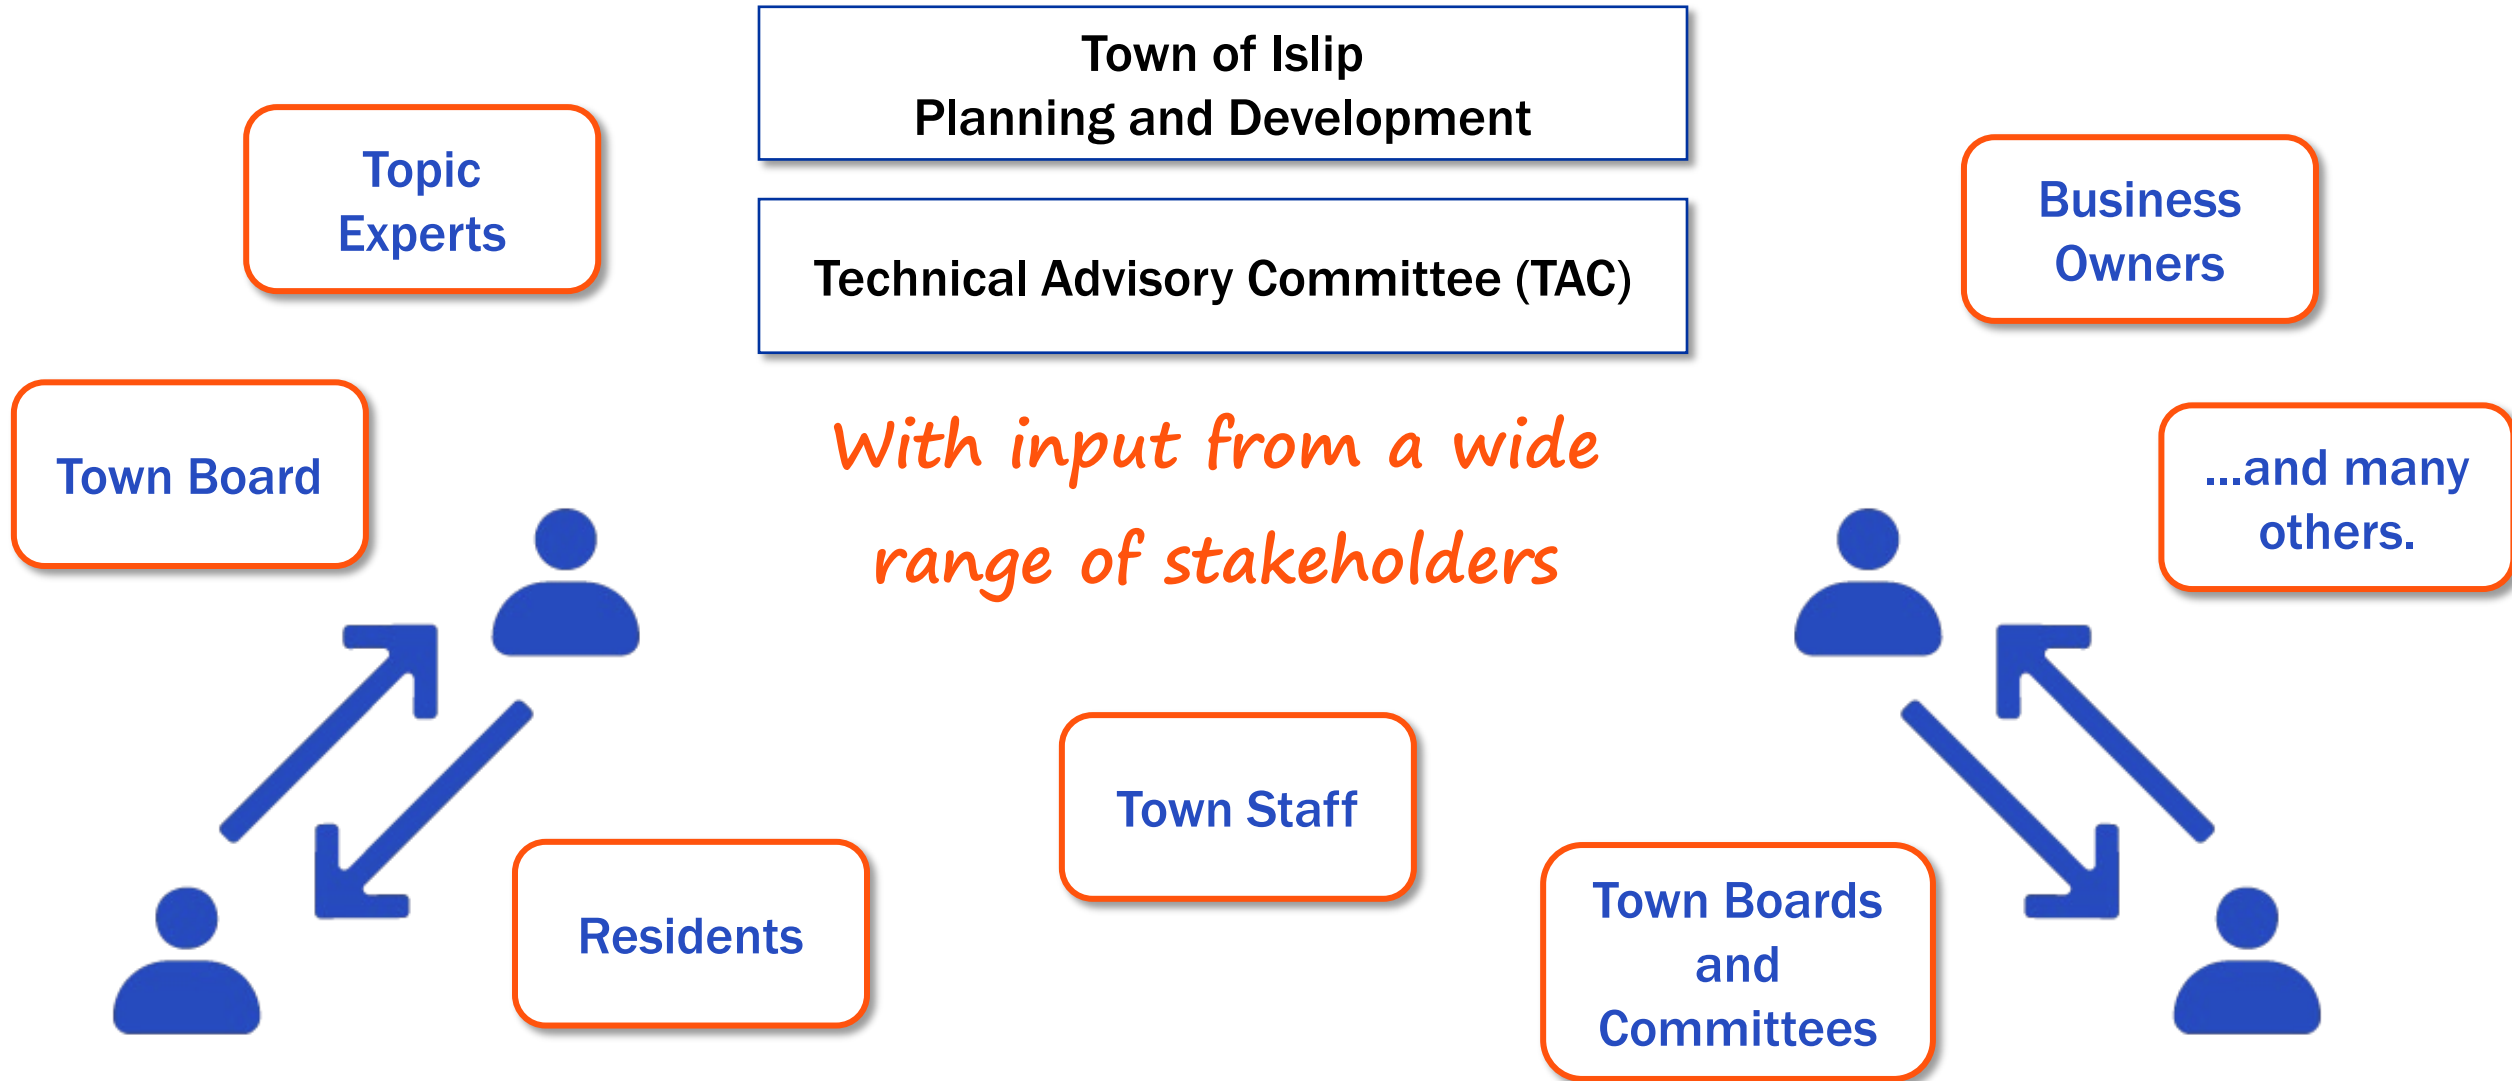 Town of Islip
Planning and Development
Topic
Experts
Business
Owners
Technical Advisory Committee (TAC)
Town Board
With input from a wide
range of stakeholders
...and many
others.
Town Staff
Residents
Town Boards
and
Committees